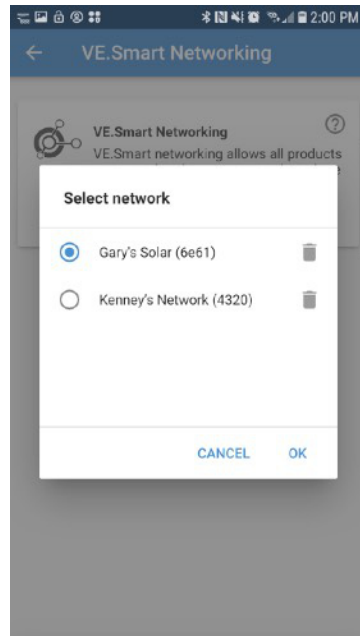 2:00 PM
VE.Smart Networking
VE.Smart Networking
VE.Smart networking allows all products
Select network
Gary's Solar (6e61)
Kenney's Network (4320)
CANCEL OK